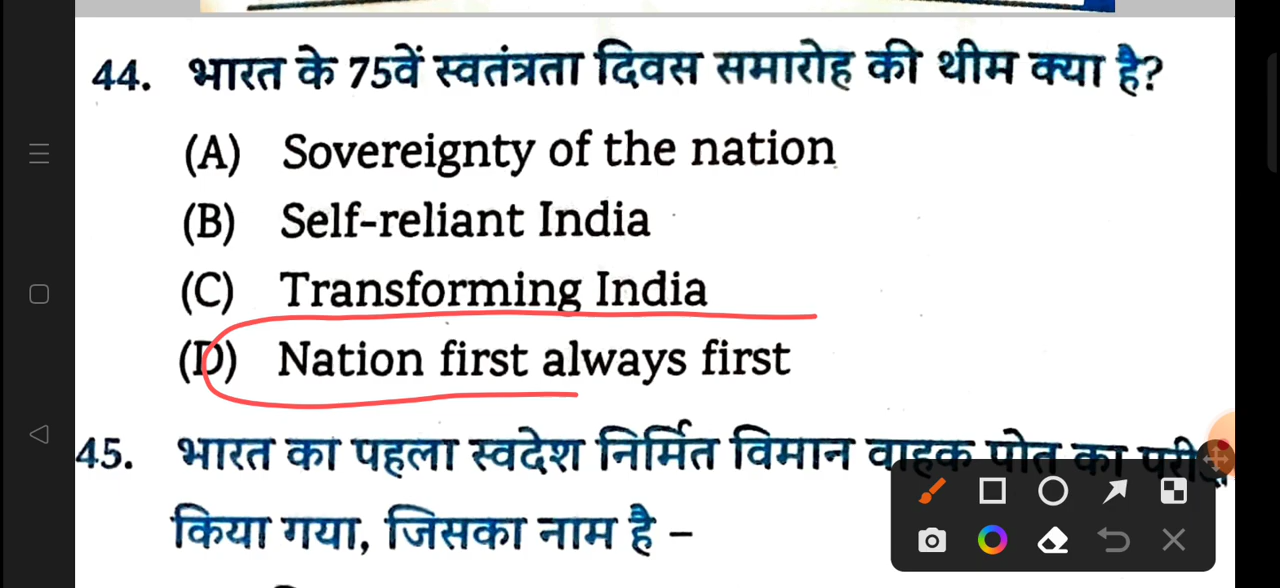 44. भारत के 75वें स्वतंत्रता दिवस समारोह की थीम क्या है?
(A) Sovereignty of the nation
(B) Self-reliant India
(C) Transforming India
(D) Nation first always first
45. भारत का पहला स्वदेश निर्मित विमान वाहक पोत का
किया गया, जिसका नाम है –